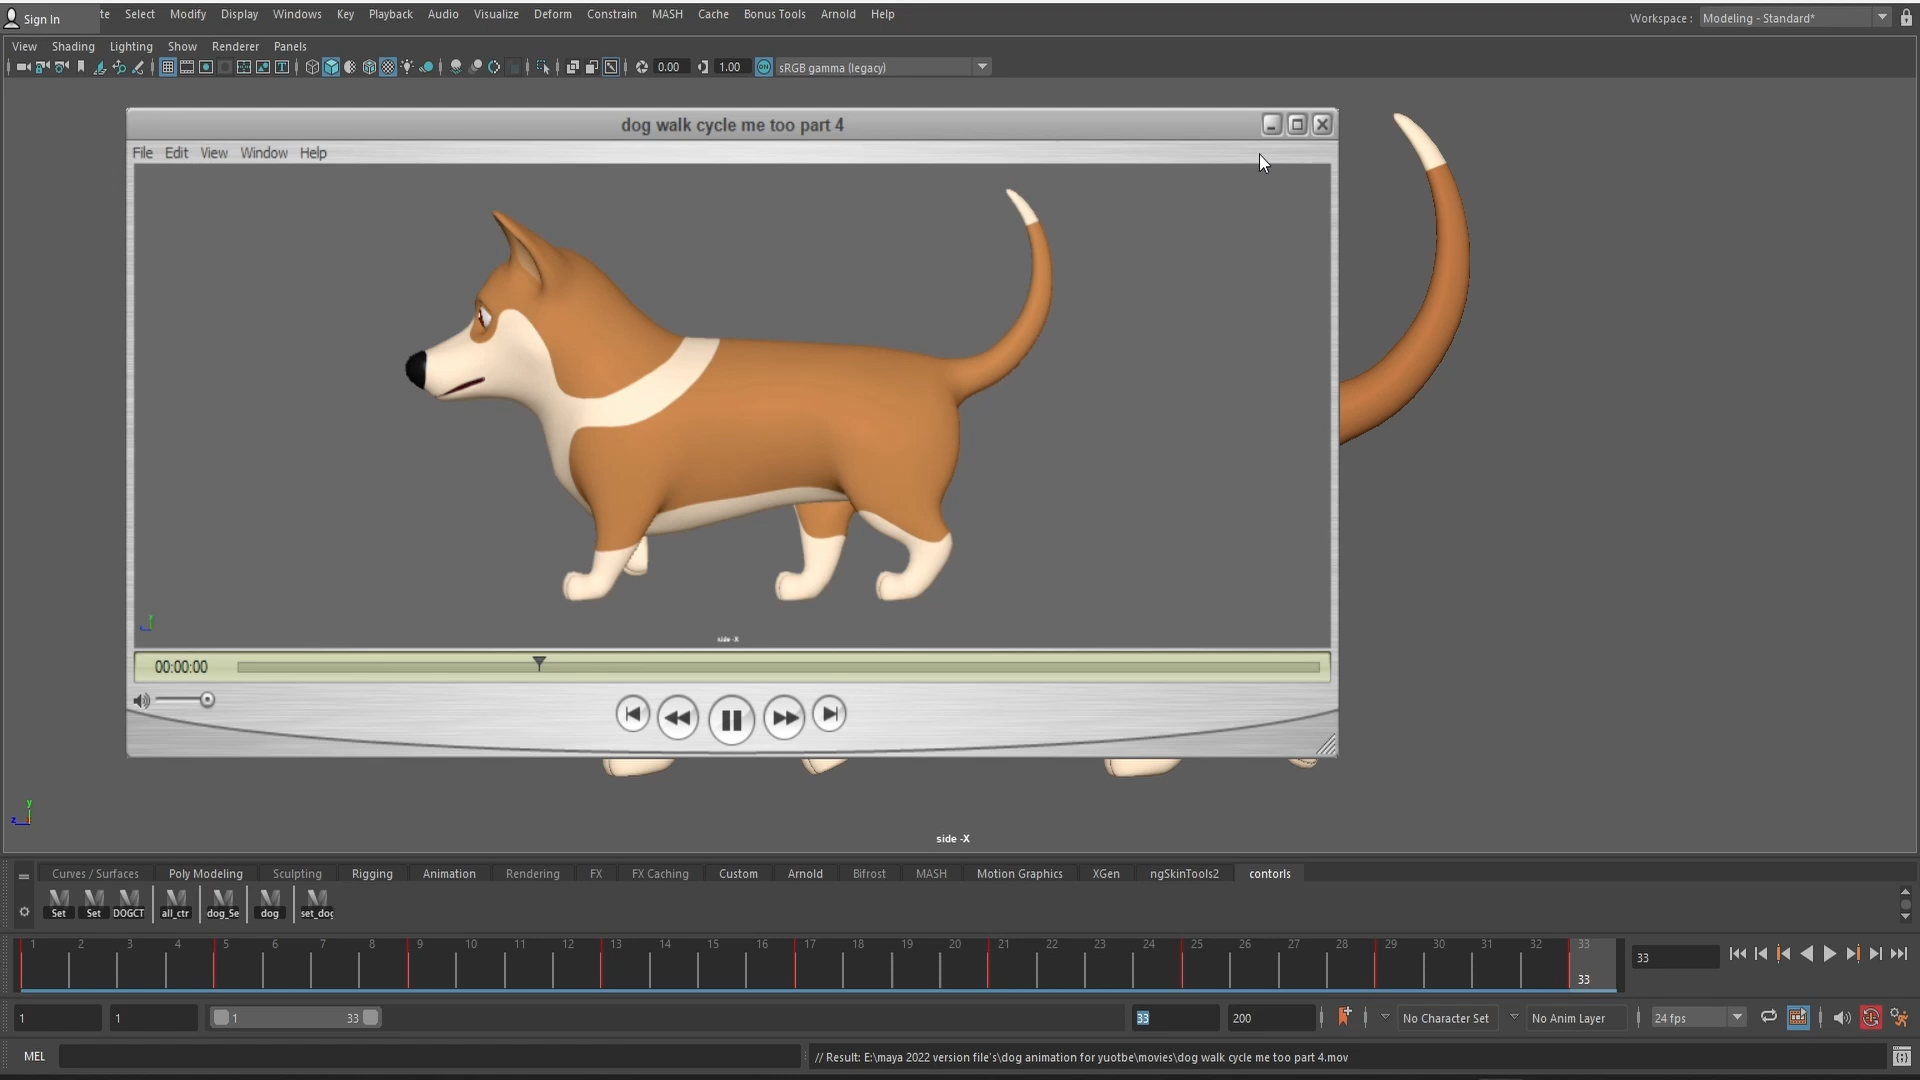 Sign In te Select Modify Display Windows Key Playback Audio Visualize Deform Constrain MASH Cache Bonus Tools Arnold Help Workspace : Modeling - Standard*
View Shading Lighting Show Renderer Panels
0.00 1.00 ON sRGB gamma (legacy)
dog walk cycle me too part 4
File Edit View Window Help
side -X
00:00:00
y
z
side -X
Curves / Surfaces Poly Modeling Sculpting Rigging Animation Rendering FX FX Caching Custom Arnold Bifrost MASH Motion Graphics XGen ngSkinTools2 contorls
Set Set DOGCT all_ctr dog_Se dog set_dog
1 2 3 4 5 6 7 8 9 10 11 12 13 14 15 16 17 18 19 20 21 22 23 24 25 26 27 28 29 30 31 32 33
33
33
1 1 1 33 33 200 No Character Set No Anim Layer 24 fps
MEL // Result: E:\maya 2022 version file's\dog animation for yuotbe\movies\dog walk cycle me too part 4.mov